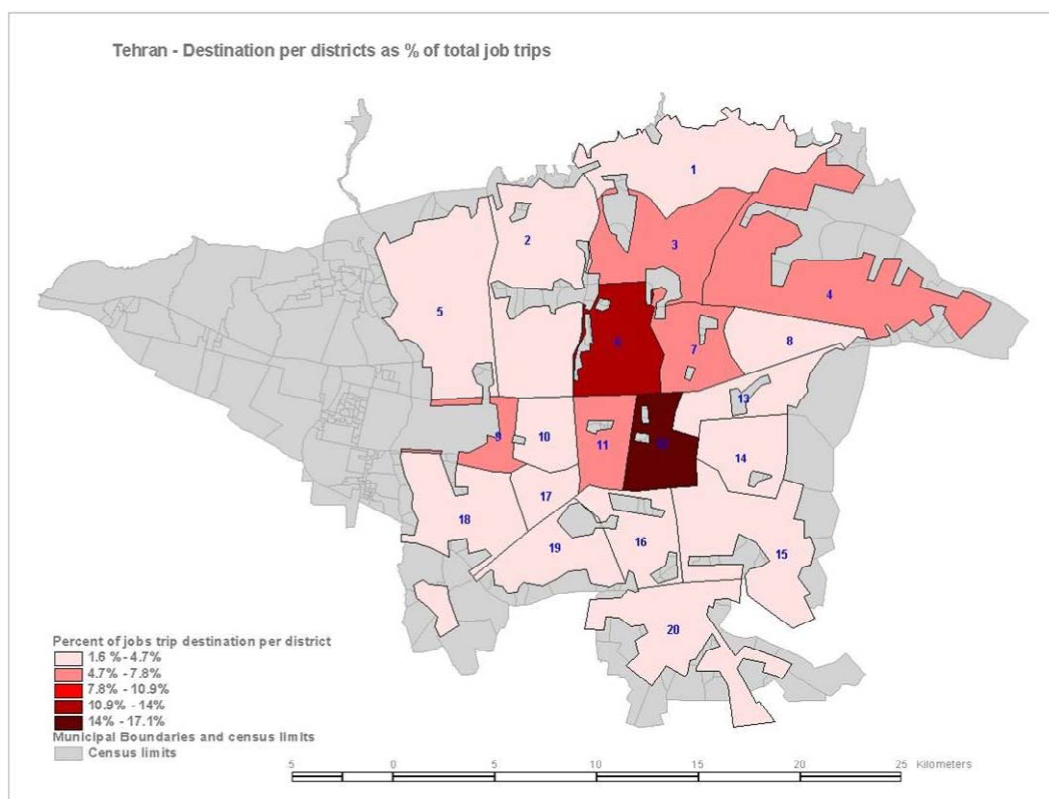 Tehran - Destination per districts as % of total job trips
1
2
3
5
4
6
7
8
13
9
10
11
12
14
17
18
19
16
15
20
Percent of jobs trip destination per district
1.6 %- 4.7%
4.7% - 7.8%
7.8% - 10.9%
10.9% - 14%
14% - 17.1%
Municipal Boundaries and census limits
Census limits
5 0 5 10 15 20 25 Kilometers